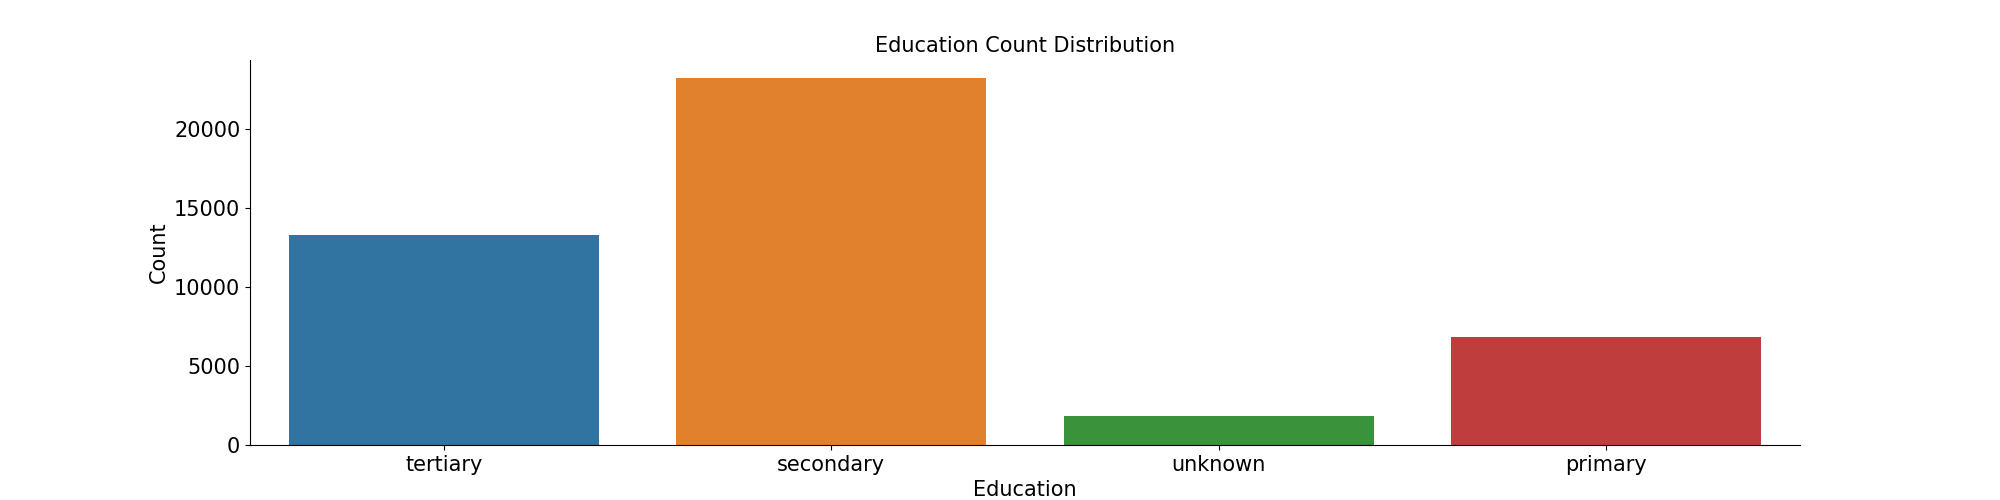 Education Count Distribution
Count
20000
15000
10000
5000
0
tertiary secondary unknown primary
Education